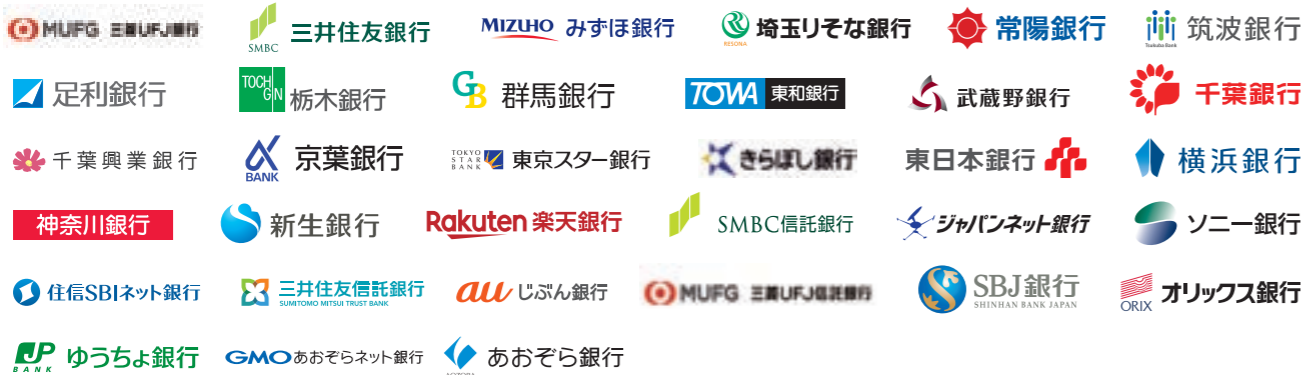 MUFG 三菱UFJ銀行
SMBC 三井住友銀行
MIZUHO みずほ銀行
RESONA 埼玉りそな銀行
常陽銀行
Tsukuba Bank 筑波銀行
足利銀行
TOCHGIN 栃木銀行
GB 群馬銀行
TOWA 東和銀行
武蔵野銀行
千葉銀行
千葉興業銀行
BANK 京葉銀行
TOKYO STAR BANK 東京スター銀行
きらぼし銀行
東日本銀行
横浜銀行
神奈川銀行
新生銀行
Rakuten 楽天銀行
SMBC信託銀行
ジャパンネット銀行
ソニー銀行
住信SBIネット銀行
三井住友信託銀行
SUMITOMO MITSUI TRUST BANK
au じぶん銀行
MUFG 三菱UFJ信託銀行
SBJ銀行
SHINHAN BANK JAPAN
ORIX オリックス銀行
JP BANK ゆうちょ銀行
GMOあおぞらネット銀行
あおぞら銀行